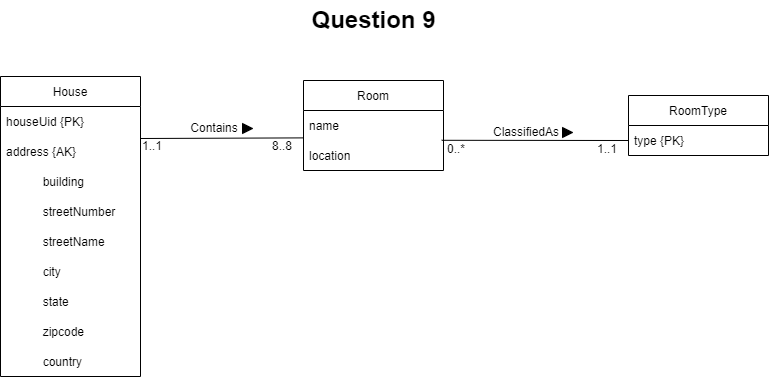 Question 9
House
houseUid {PK}
address {AK}
building
streetNumber
streetName
city
state
zipcode
country
Contains
1..1
8..8
Room
name
location
ClassifiedAs
0..*
1..1
RoomType
type {PK}